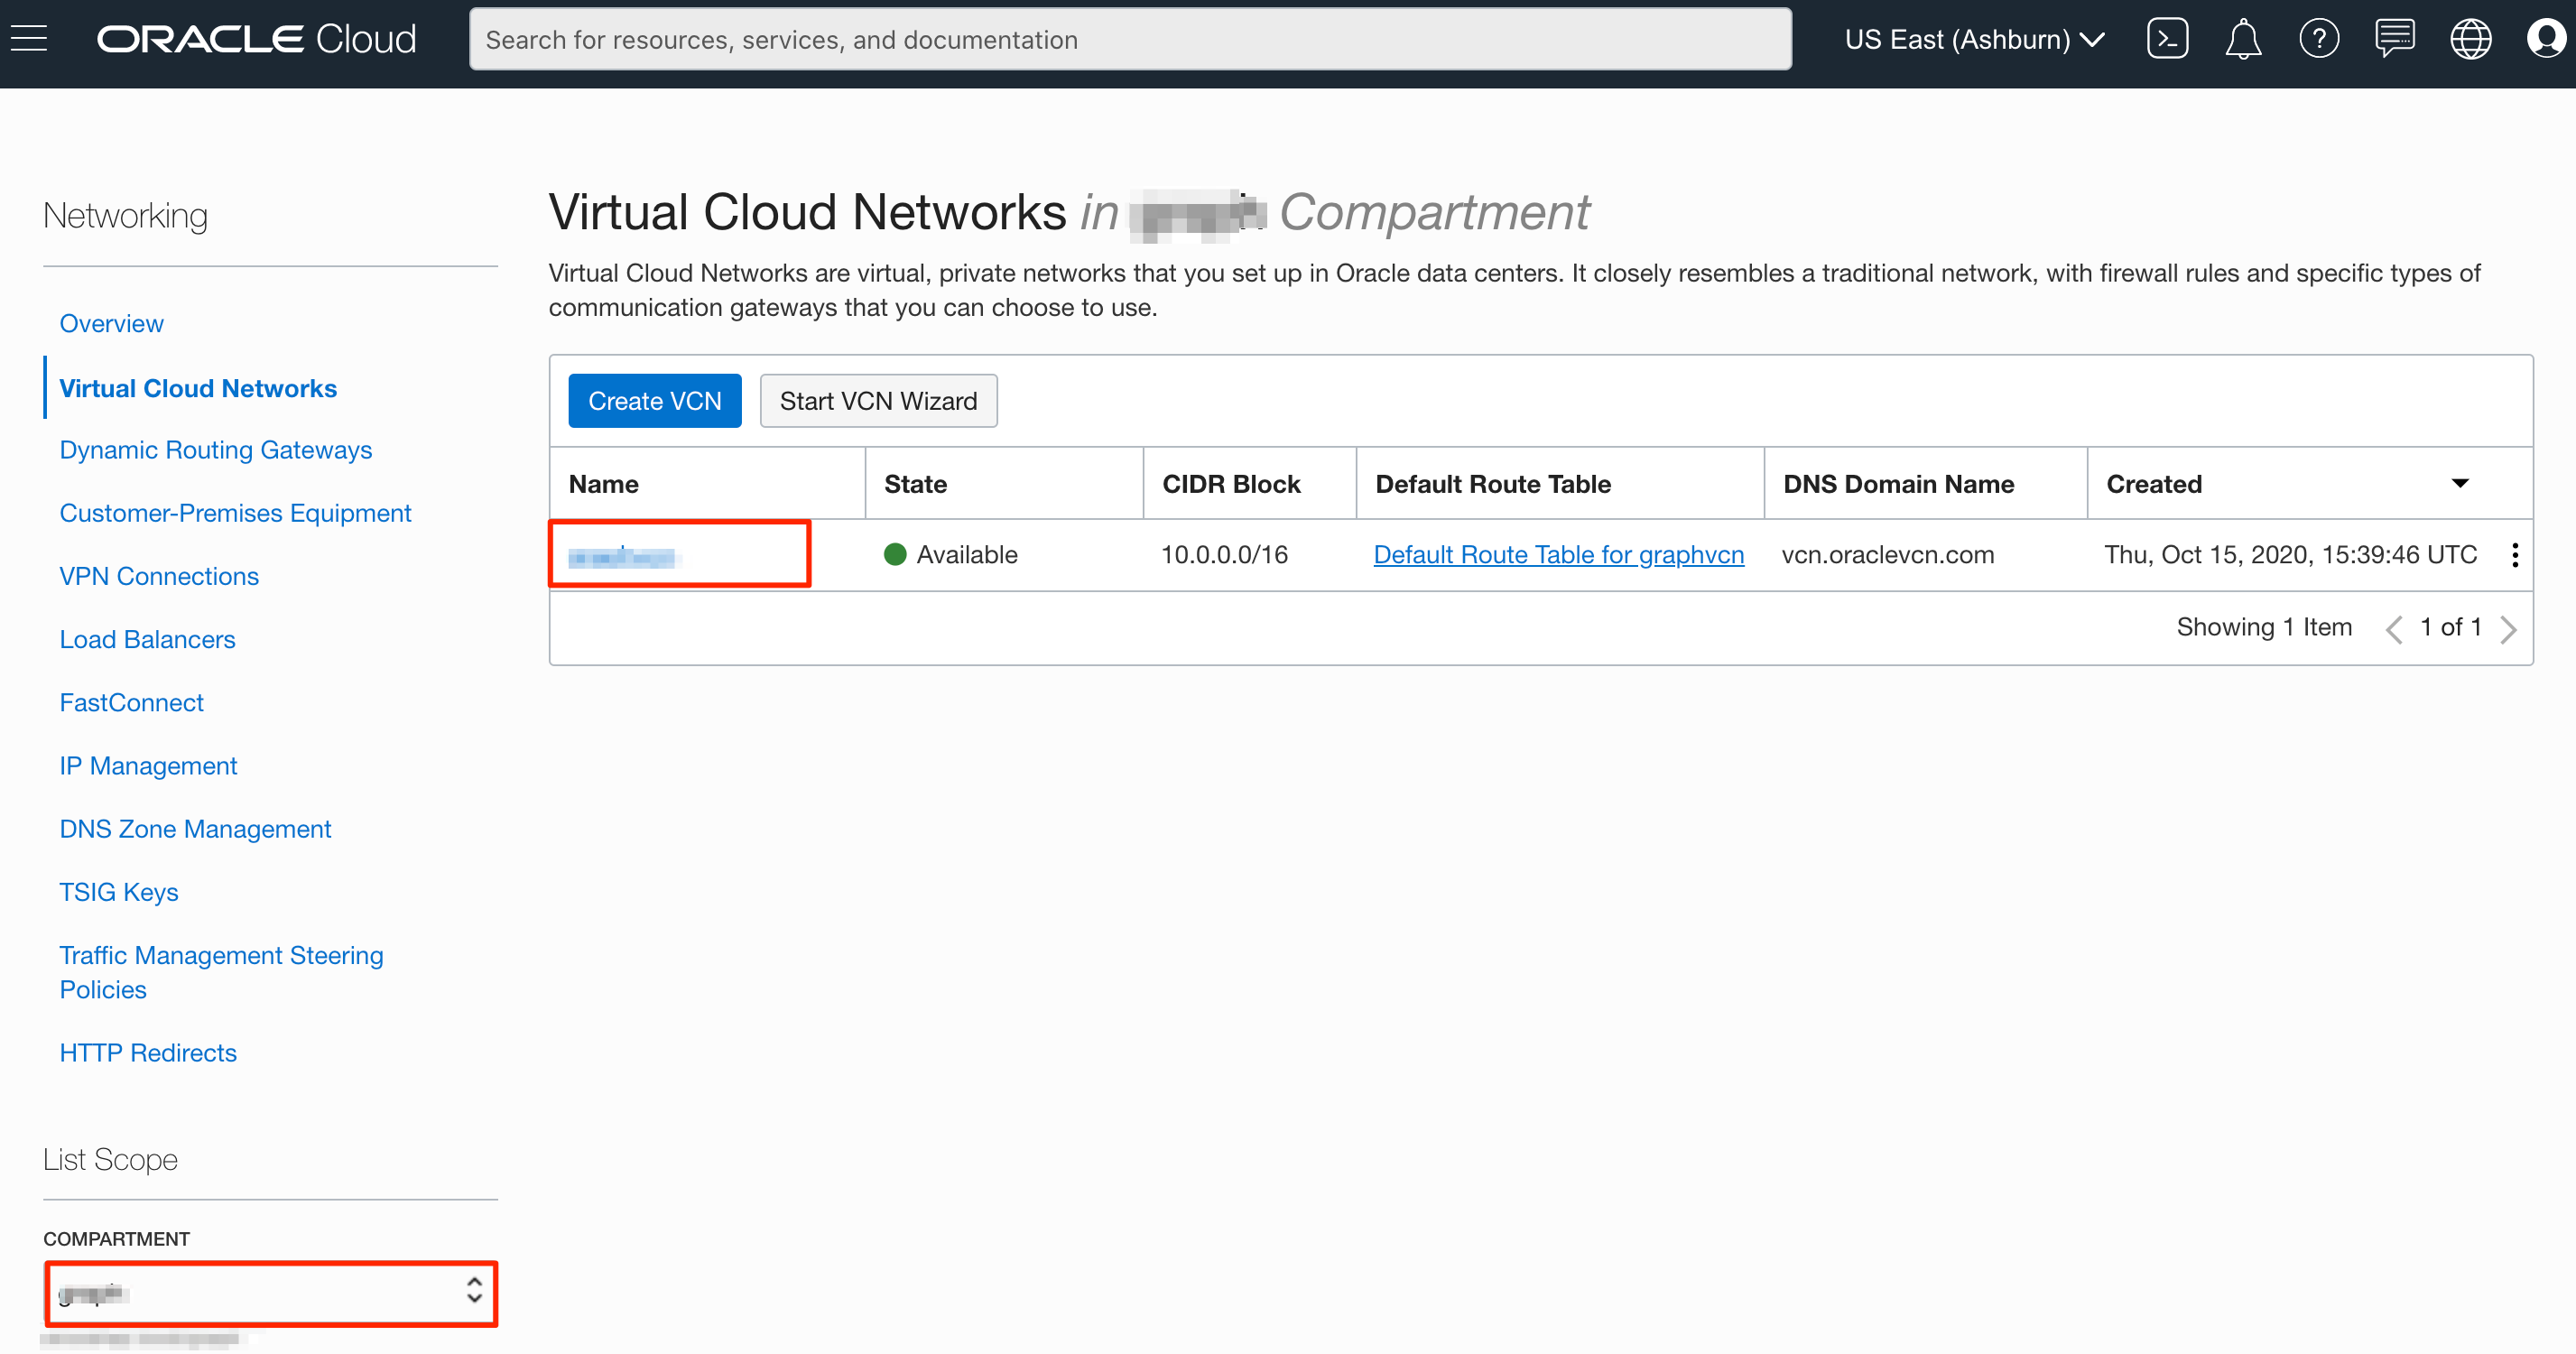 ORACLE Cloud
Search for resources, services, and documentation
US East (Ashburn)
Networking
Overview
Virtual Cloud Networks
Dynamic Routing Gateways
Customer-Premises Equipment
VPN Connections
Load Balancers
FastConnect
IP Management
DNS Zone Management
TSIG Keys
Traffic Management Steering
Policies
HTTP Redirects
List Scope
COMPARTMENT
Virtual Cloud Networks in Compartment
Virtual Cloud Networks are virtual, private networks that you set up in Oracle data centers. It closely resembles a traditional network, with firewall rules and specific types of
communication gateways that you can choose to use.
Create VCN Start VCN Wizard
Name State CIDR Block Default Route Table DNS Domain Name Created
Available 10.0.0.0/16 Default Route Table for graphvcn vcn.oraclevcn.com Thu, Oct 15, 2020, 15:39:46 UTC
Showing 1 Item 1 of 1